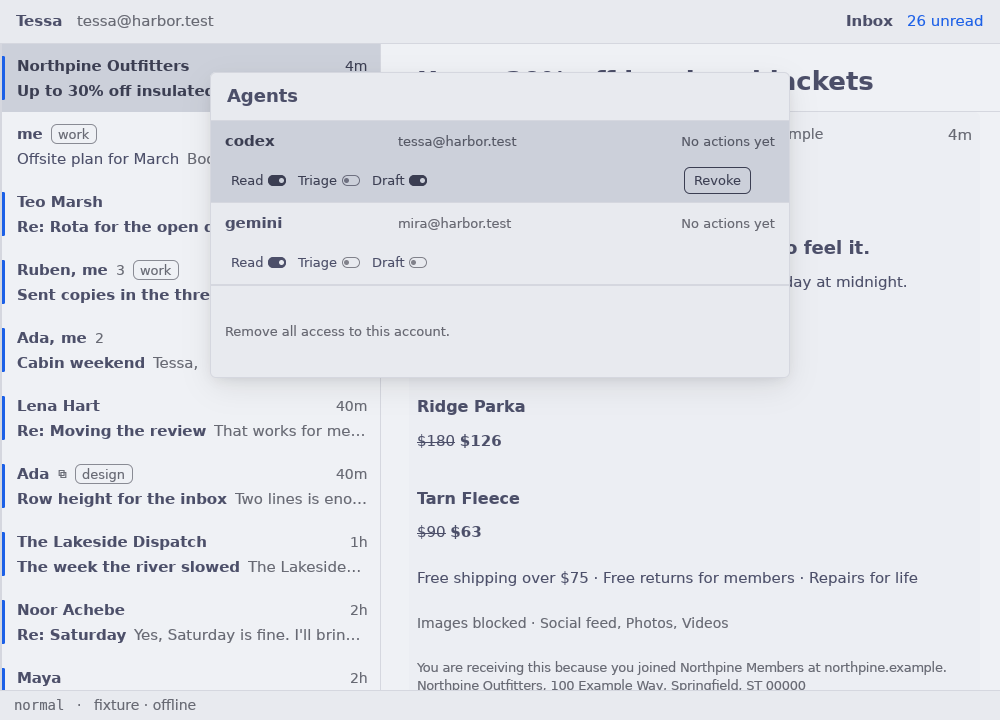 Tessa tessa@harbor.test Inbox 26 unread
Northpine Outfitters 4m
Up to 30% off insulated
me work
Offsite plan for March
Teo Marsh
Re: Rota for the open
Ruben, me 3 work
Sent copies in the
Ada, me 2
Cabin weekend Tessa,
Lena Hart 40m
Re: Moving the review That works for me…
Ada design 40m
Row height for the inbox Two lines is eno…
The Lakeside Dispatch 1h
The week the river slowed The Lakeside…
Noor Achebe 2h
Re: Saturday Yes, Saturday is fine. I'll brin…
Maya 2h
Agents
codex tessa@harbor.test No actions yet
Read Triage Draft Revoke
gemini mira@harbor.test No actions yet
Read Triage Draft
Remove all access to this account.
4m
feel it.
at midnight.
Ridge Parka
$180 $126
Tarn Fleece
$90 $63
Free shipping over $75 · Free returns for members · Repairs for life
Images blocked · Social feed, Photos, Videos
You are receiving this because you joined Northpine Members at northpine.example.
Northpine Outfitters, 100 Example Way, Springfield, ST 00000
normal · fixture · offline